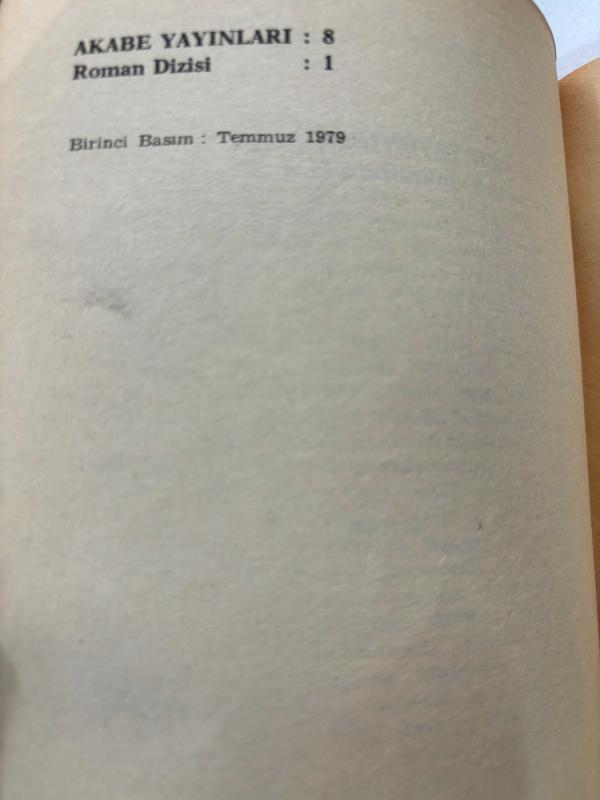 AKABE YAYINLARI : 8
Roman Dizisi : 1
Birinci Basım : Temmuz 1979